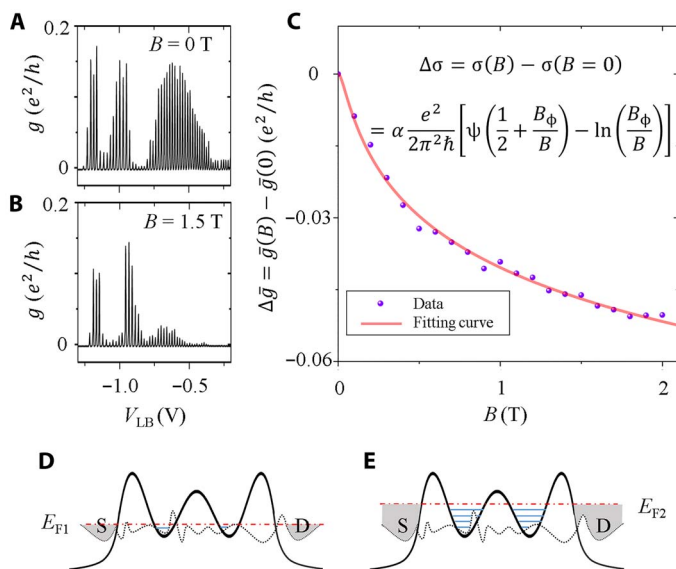 A
B = 0 T
0.2
g (e²/h)
0
B
B = 1.5 T
0.2
g (e²/h)
0
−1.0
−0.5
V_LB (V)
C
Δσ = σ(B) − σ(B = 0)
= α e²/2π²ℏ [ψ(1/2 + B_ϕ/B) − ln(B_ϕ/B)]
Δḡ = ḡ(B) − ḡ(0) (e²/h)
0
−0.03
−0.06
Data
Fitting curve
0
1
2
B (T)
D
E_F1
S
D
E
S
D
E_F2